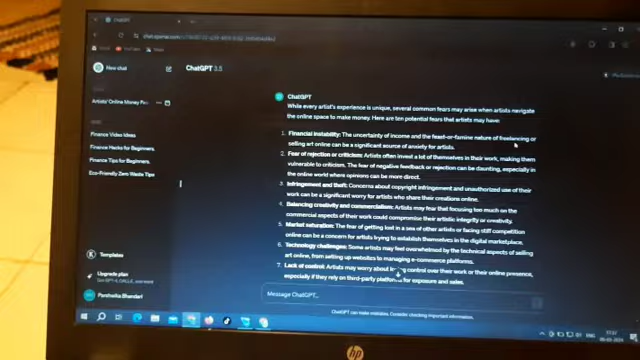 ChatGPT
chat.openai.com
New chat
ChatGPT 3.5
Artists' Online Money
Finance Video Ideas
Finance Hacks for Beginners.
Finance Tips for Beginners.
Eco-Friendly Zero Waste Tips
Templates
Upgrade plan
ChatGPT
While every artist's experience is unique, several common fears may arise when artists navigate
the online space to make money. Here are ten potential fears that artists may have:
1. Financial instability: The uncertainty of income and the feast-or-famine nature of freelancing or
selling art online can be a significant source of anxiety for artists.
2. Fear of rejection or criticism: Artists often invest a lot of themselves in their work, making them
vulnerable to criticism. The fear of negative feedback or rejection can be daunting, especially in
the online world where opinions can be more direct.
3. Infringement and theft: Concerns about copyright infringement and unauthorized use of their
work can be a significant worry for artists who share their creations online.
4. Balancing creativity and commercialism: Artists may fear that focusing too much on the
commercial aspects of their work could compromise their artistic integrity or creativity.
5. Market saturation: The fear of getting lost in a sea of other artists or facing stiff competition
online can be a concern for artists trying to establish themselves in the digital marketplace.
6. Technology challenges: Some artists may feel overwhelmed by the technical aspects of selling
art online, from setting up websites to managing e-commerce platforms.
7. Lack of control: Artists may worry about losing control over their work or their online presence,
especially if they rely on third-party platforms for exposure and sales.
Message ChatGPT...
ChatGPT can make mistakes. Consider checking important information.
hp